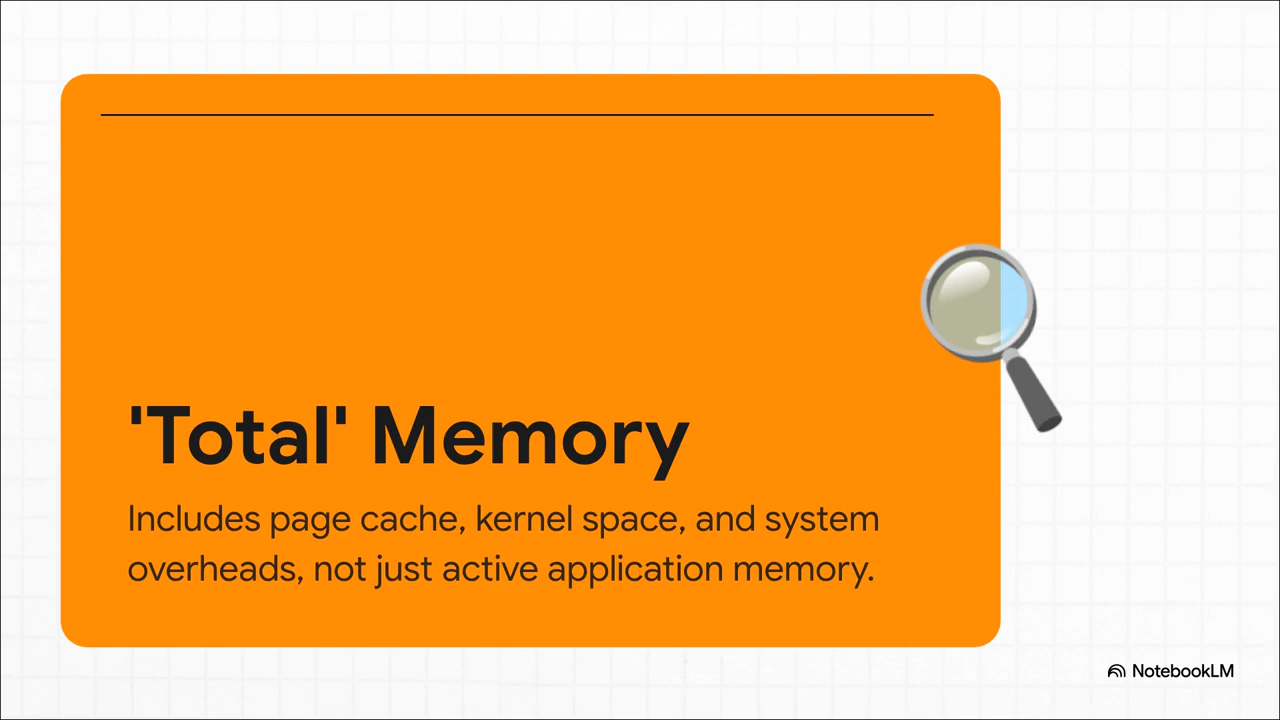 'Total' Memory
Includes page cache, kernel space, and system
overheads, not just active application memory.
NotebookLM